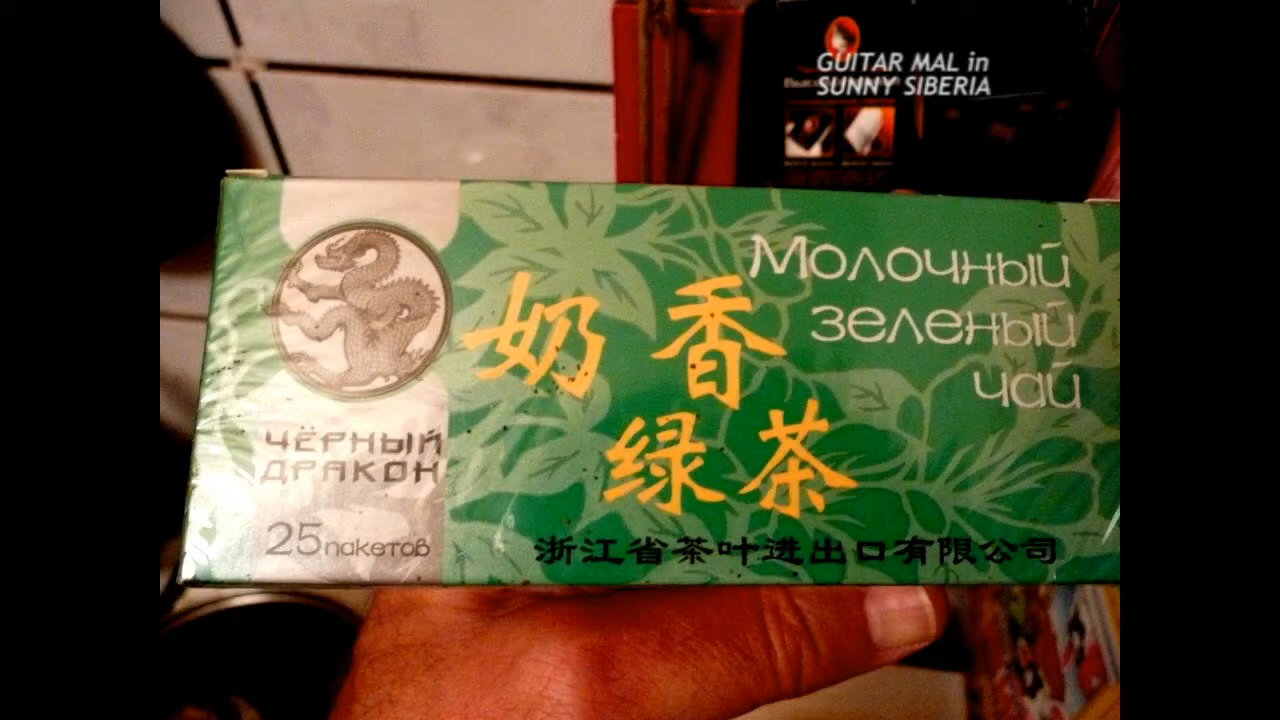 GUITAR MAL in
SUNNY SIBERIA
Молочный
зеленый
чай
奶香
绿茶
ЧЁРНЫЙ
ДРАКОН
25 пакетов
浙江省茶叶进出口有限公司